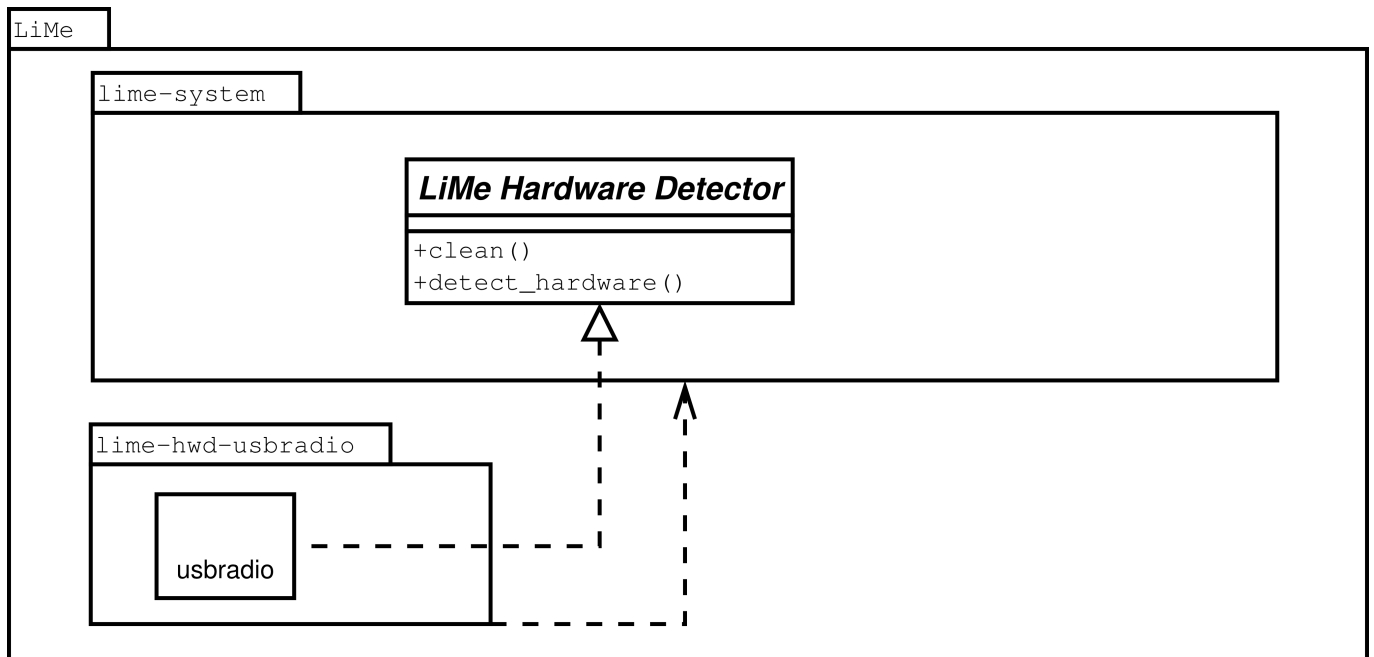 LiMe
lime-system
LiMe Hardware Detector
+clean()
+detect_hardware()
lime-hwd-usbradio
usbradio